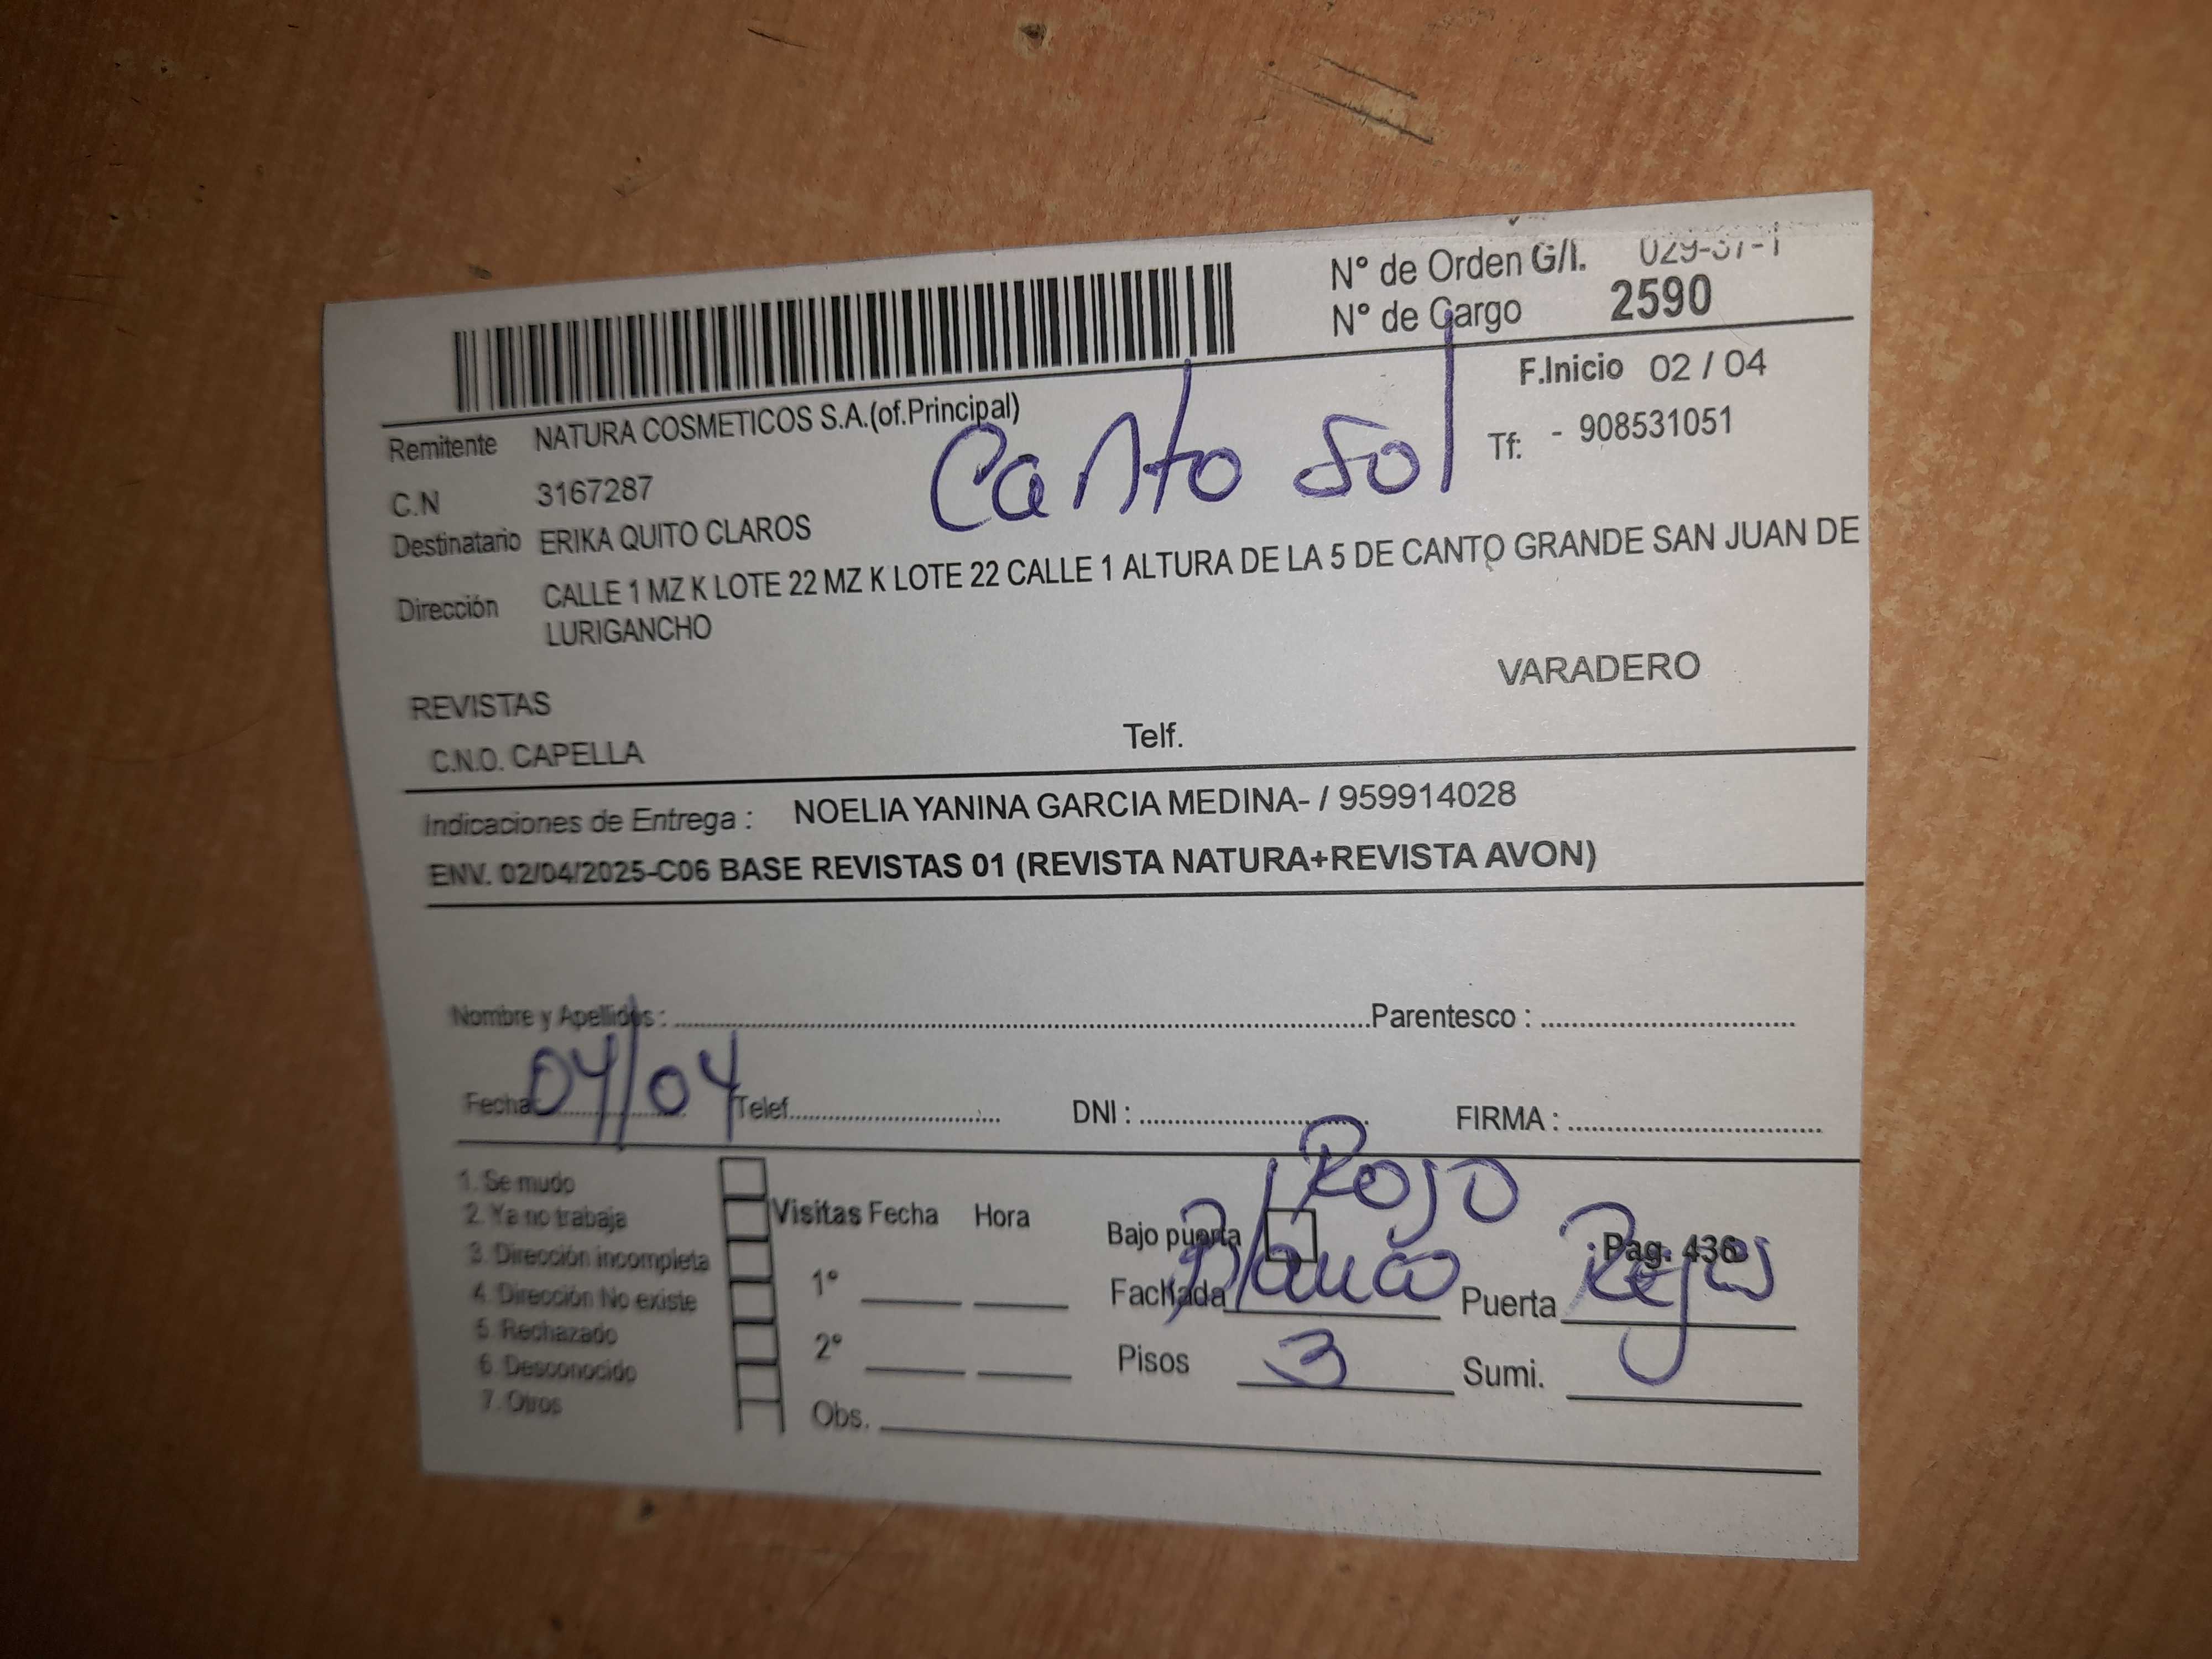 N° de Orden G/I. 029-37-1
N° de Cargo 2590
F.Inicio 02 / 04
Remitente NATURA COSMETICOS S.A.(of.Principal)
Canto Sol
Tf: - 908531051
C.N 3167287
Destinatario ERIKA QUITO CLAROS
Dirección CALLE 1 MZ K LOTE 22 MZ K LOTE 22 CALLE 1 ALTURA DE LA 5 DE CANTO GRANDE SAN JUAN DE
LURIGANCHO
VARADERO
REVISTAS
C.N.O. CAPELLA Telf.
Indicaciones de Entrega : NOELIA YANINA GARCIA MEDINA- / 959914028
ENV. 02/04/2025-C06 BASE REVISTAS 01 (REVISTA NATURA+REVISTA AVON)
Nombre y Apellidos : Parentesco :
Fecha 04/04 Telef. DNI : FIRMA :
1. Se mudo
2. Ya no trabaja
3. Dirección incompleta
4. Dirección No existe
5. Rechazado
6. Desconocido
7. Otros
Visitas Fecha Hora
1°
2°
Obs.
Rojo
Bajo puerta Pag. 436
Fachada Blanco Puerta Rejas
Pisos 3 Sumi.